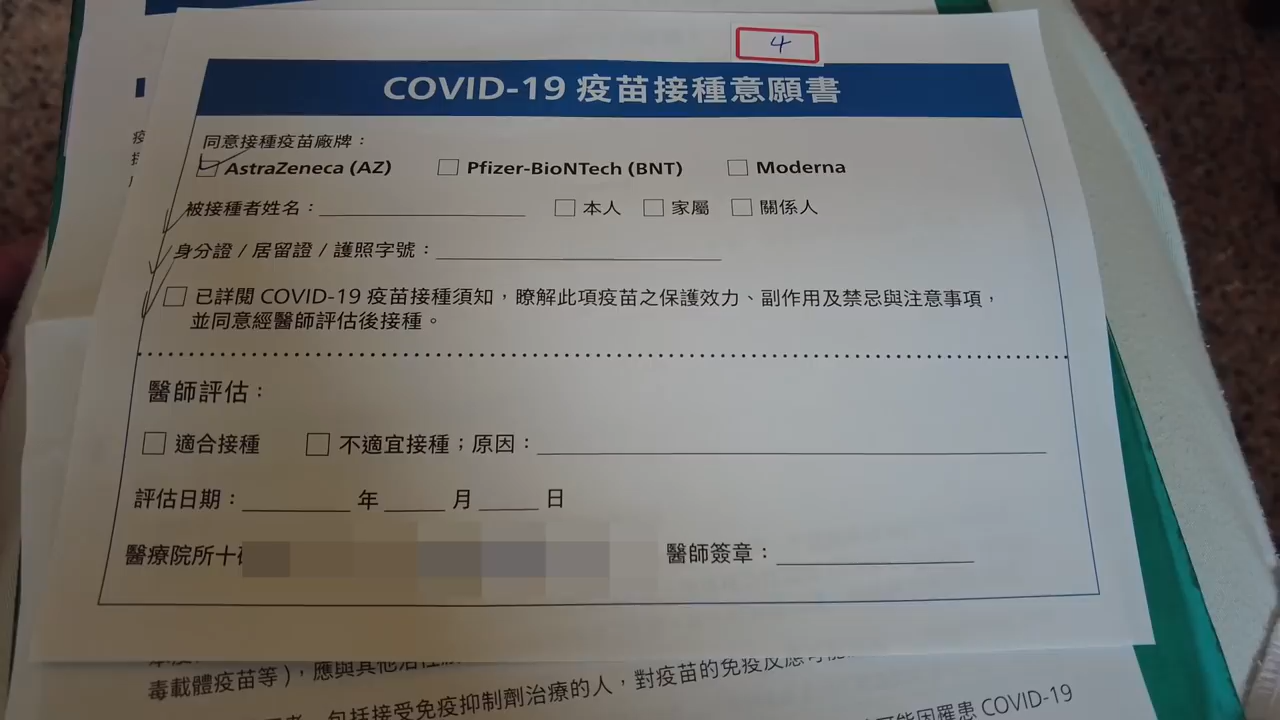 4
COVID-19 疫苗接種意願書
同意接種疫苗廠牌：
AstraZeneca (AZ) □ Pfizer-BioNTech (BNT) □ Moderna
被接種者姓名：＿＿＿＿ □ 本人 □ 家屬 □ 關係人
身分證 / 居留證 / 護照字號：＿＿＿＿
□ 已詳閱 COVID-19 疫苗接種須知，瞭解此項疫苗之保護效力、副作用及禁忌與注意事項，
並同意經醫師評估後接種。
醫師評估：
□ 適合接種 □ 不適宜接種；原因：＿＿＿＿
評估日期：＿＿＿＿ 年 ＿＿ 月 ＿＿ 日
醫療院所十 醫師簽章：＿＿＿＿
毒載體疫苗等)，應與其他活性
包括接受免疫抑制劑治療的人，對疫苗的免疫反應可能
能因罹患 COVID-19